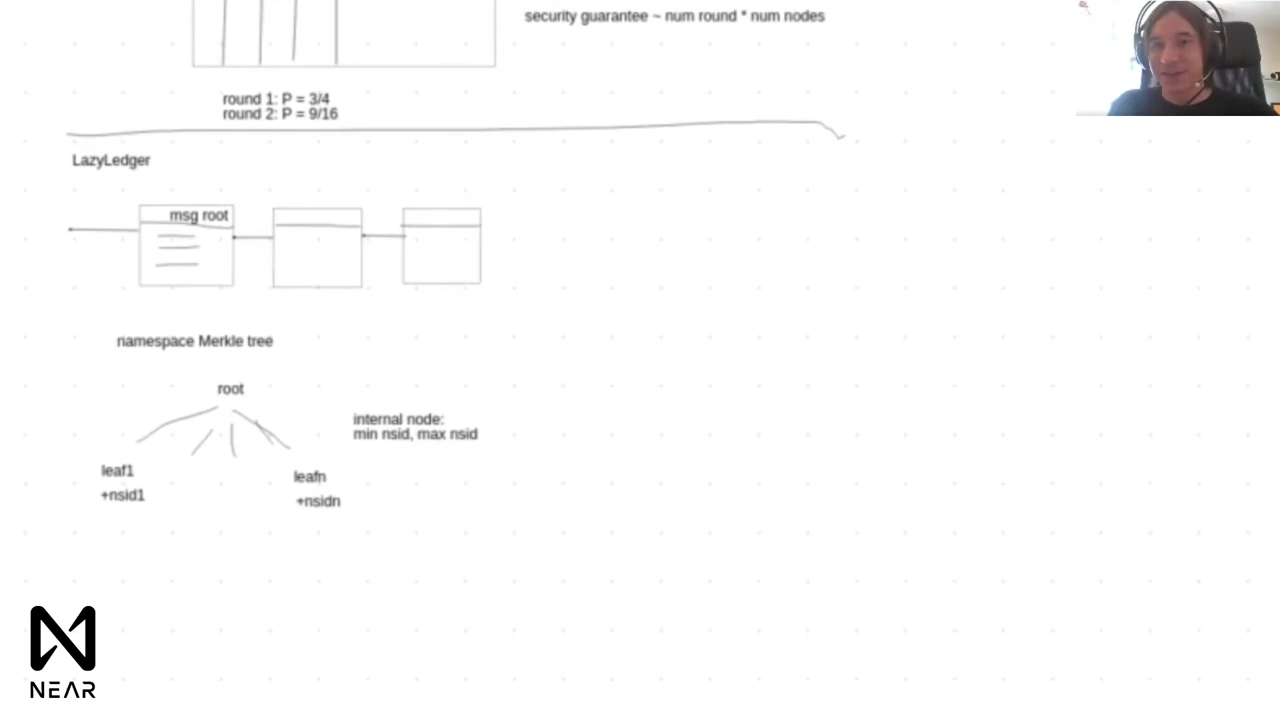 security guarantee ~ num round * num nodes
round 1: P = 3/4
round 2: P = 9/16
LazyLedger
msg root
namespace Merkle tree
root
internal node:
min nsid, max nsid
leaf1
leafn
+nsid1
+nsidn
NEAR